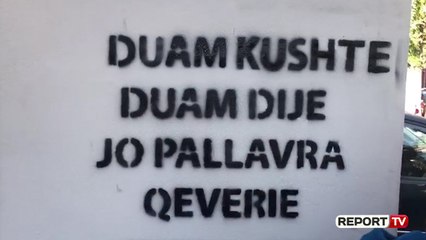 DUAM KUSHTE
DUAM DIJE
JO PALLAVRA
QEVERIE
REPORT TV